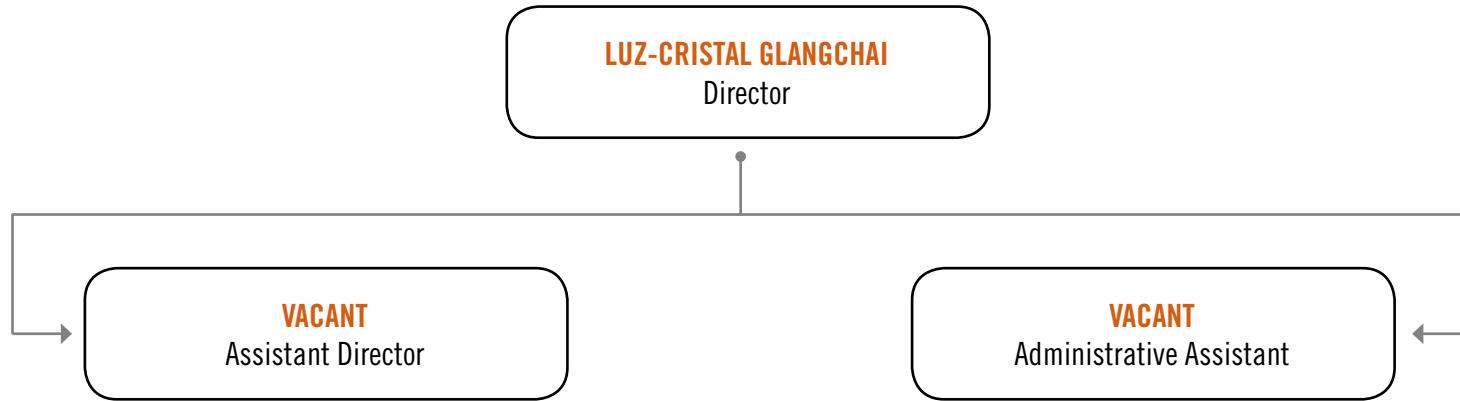 LUZ-CRISTAL GLANGCHAI
Director
VACANT
Assistant Director
VACANT
Administrative Assistant